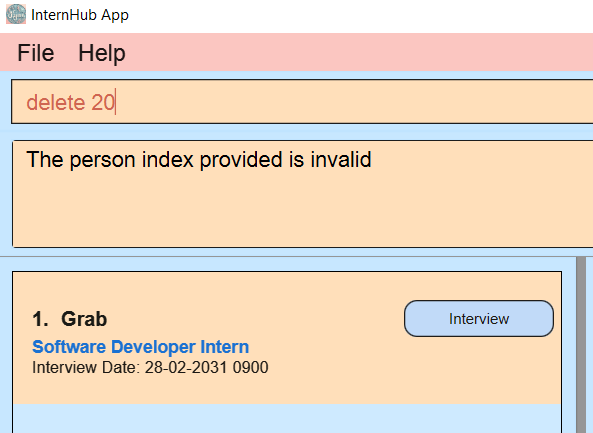 InternHub App
File Help
delete 20
The person index provided is invalid
1. Grab
Interview
Software Developer Intern
Interview Date: 28-02-2031 0900